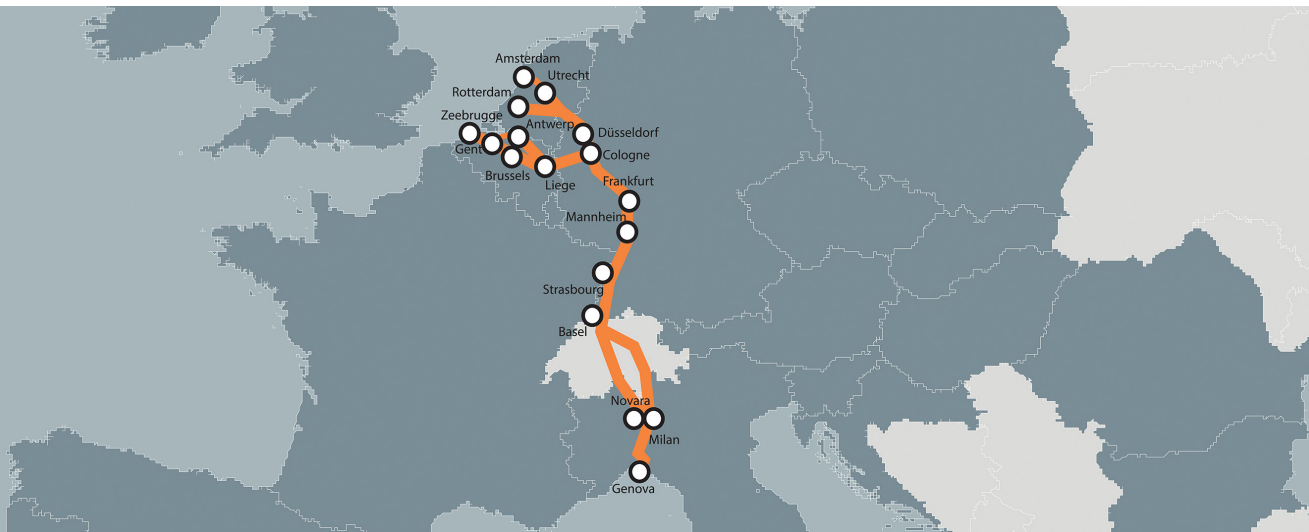 Amsterdam
Utrecht
Rotterdam
Zeebrugge
Antwerp
Düsseldorf
Gent
Cologne
Brussels
Liege
Frankfurt
Mannheim
Strasbourg
Basel
Novara
Milan
Genova